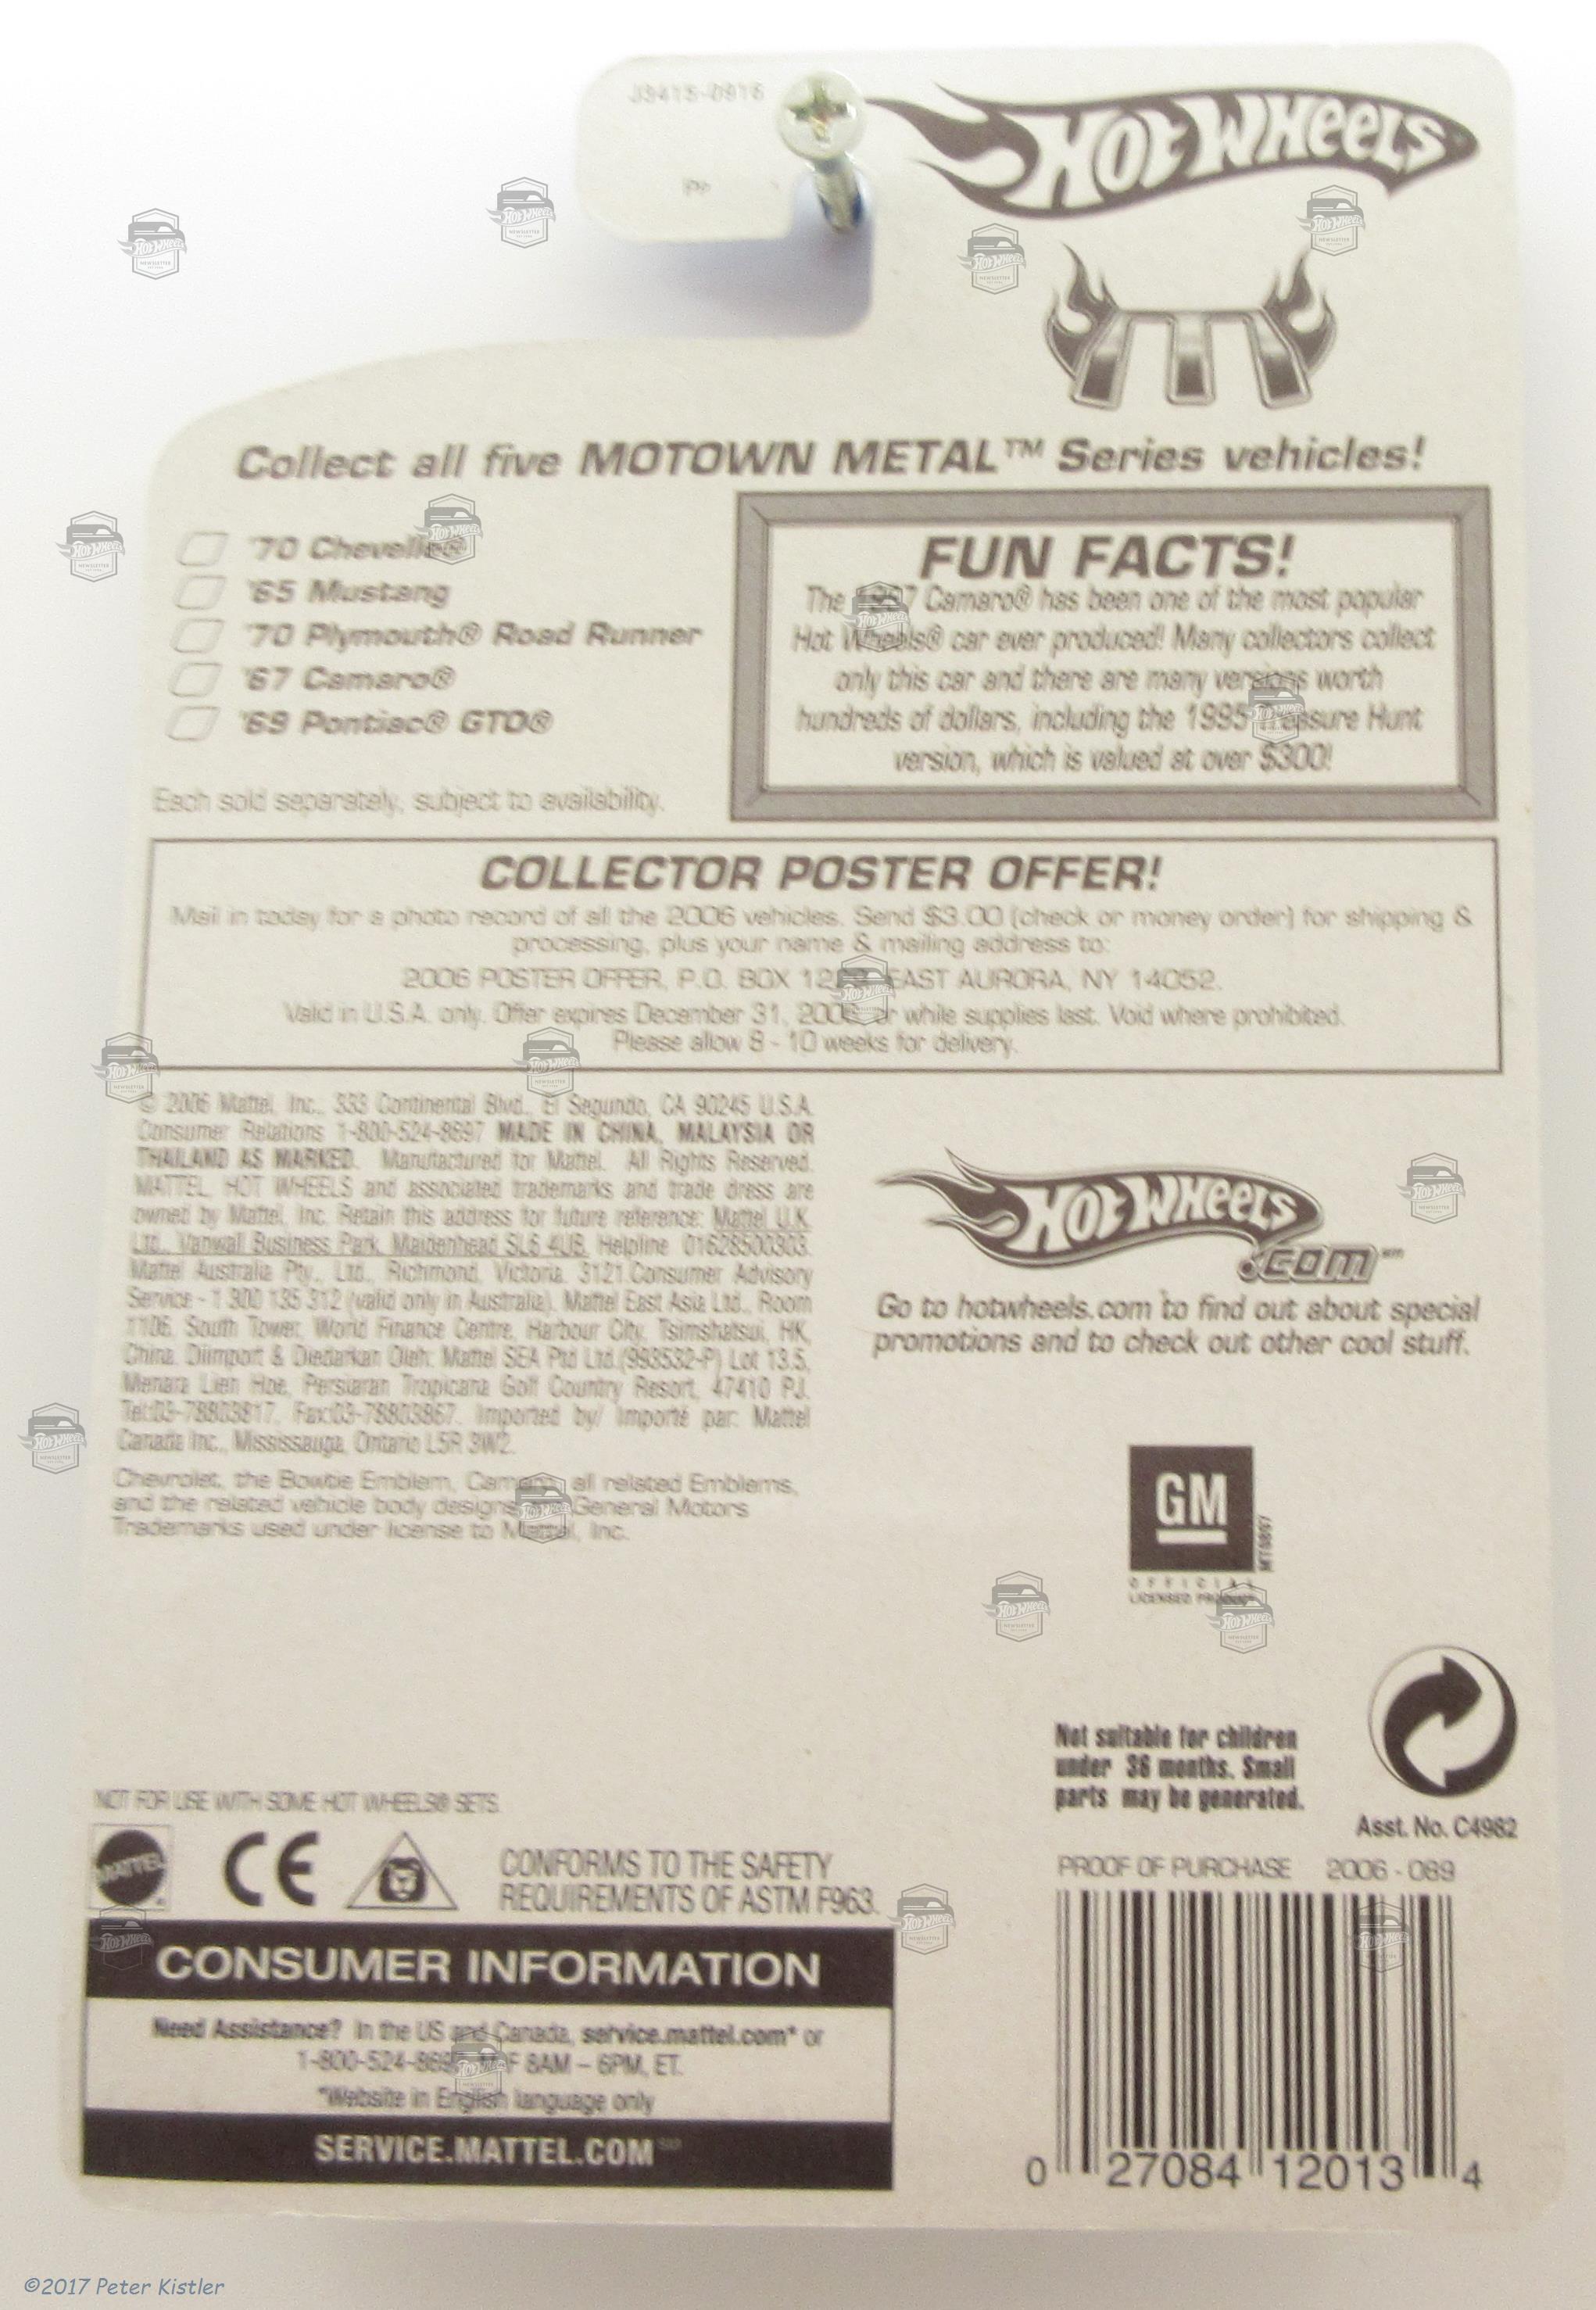 J9415-0916
HOT WHEELS
Collect all five MOTOWN METAL™ Series vehicles!
'70 Chevelle®
'65 Mustang
'70 Plymouth® Road Runner
'67 Camaro®
'69 Pontiac® GTO®
Each sold separately, subject to availability.
FUN FACTS!
The Camaro® has been one of the most popular
Hot Wheels® car ever produced! Many collectors collect
only this car and there are many versions worth
hundreds of dollars, including the 1995 Treasure Hunt
version, which is valued at over $300!
COLLECTOR POSTER OFFER!
Mail in today for a photo record of all the 2006 vehicles. Send $3.00 (check or money order) for shipping &
processing, plus your name & mailing address to:
2006 POSTER OFFER, P.O. BOX EAST AURORA, NY 14052.
Valid in U.S.A. only. Offer expires December 31, 2006 or while supplies last. Void where prohibited.
Please allow 8 - 10 weeks for delivery.
© 2006 Mattel, Inc., 333 Continental Blvd., El Segundo, CA 90245 U.S.A.
Consumer Relations 1-800-524-8697 MADE IN CHINA, MALAYSIA OR
THAILAND AS MARKED. Manufactured for Mattel. All Rights Reserved.
MATTEL, HOT WHEELS and associated trademarks and trade dress are
owned by Mattel, Inc. Retain this address for future reference: Mattel U.K.
Ltd., Vanwall Business Park, Maidenhead SL6 4UB. Helpline 01628500303.
Mattel Australia Pty., Ltd., Richmond, Victoria. 3121.Consumer Advisory
Service - 1 300 135 312 (valid only in Australia). Mattel East Asia Ltd., Room
1106, South Tower, World Finance Centre, Harbour City, Tsimshatsui, HK,
China. Diimport & Diedarkan Oleh: Mattel SEA Ptd Ltd.(993532-P) Lot 13.5,
Menara Lien Hoe, Persiaran Tropicana Golf Country Resort, 47410 PJ.
Tel:03-78803817, Fax:03-78803867. Imported by/ Importé par: Mattel
Canada Inc., Mississauga, Ontario L5R 3W2.
Chevrolet, the Bowtie Emblem, Camaro, all related Emblems,
and the related vehicle body designs General Motors
Trademarks used under license to Mattel, Inc.
HOT WHEELS
.COM
Go to hotwheels.com to find out about special
promotions and to check out other cool stuff.
GM
OFFICIAL
LICENSED PRODUCT
Not suitable for children
under 36 months. Small
parts may be generated.
Asst. No. C4982
NOT FOR USE WITH SOME HOT WHEELS® SETS.
MATTEL
CE
CONFORMS TO THE SAFETY
REQUIREMENTS OF ASTM F963.
PROOF OF PURCHASE 2006 - 089
CONSUMER INFORMATION
Need Assistance? In the US and Canada, service.mattel.com* or
1-800-524-8697 M-F 8AM – 6PM, ET.
*Website in English language only
SERVICE.MATTEL.COM
0 27084 12013 4
©2017 Peter Kistler